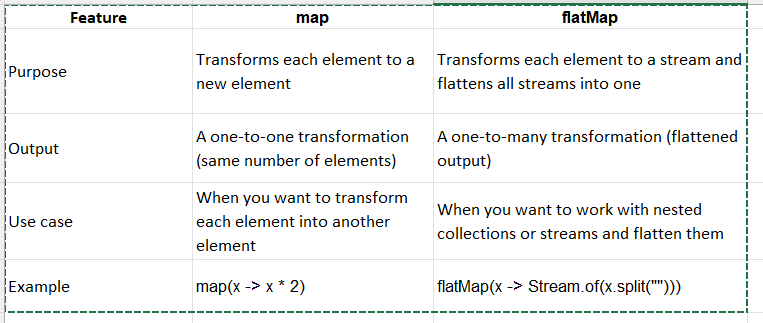 Feature map flatMap
Purpose
Transforms each element to a
new element
Transforms each element to a stream and
flattens all streams into one
Output
A one-to-one transformation
(same number of elements)
A one-to-many transformation (flattened
output)
Use case
When you want to transform
each element into another
element
When you want to work with nested
collections or streams and flatten them
Example
map(x -> x * 2)
flatMap(x -> Stream.of(x.split("")))